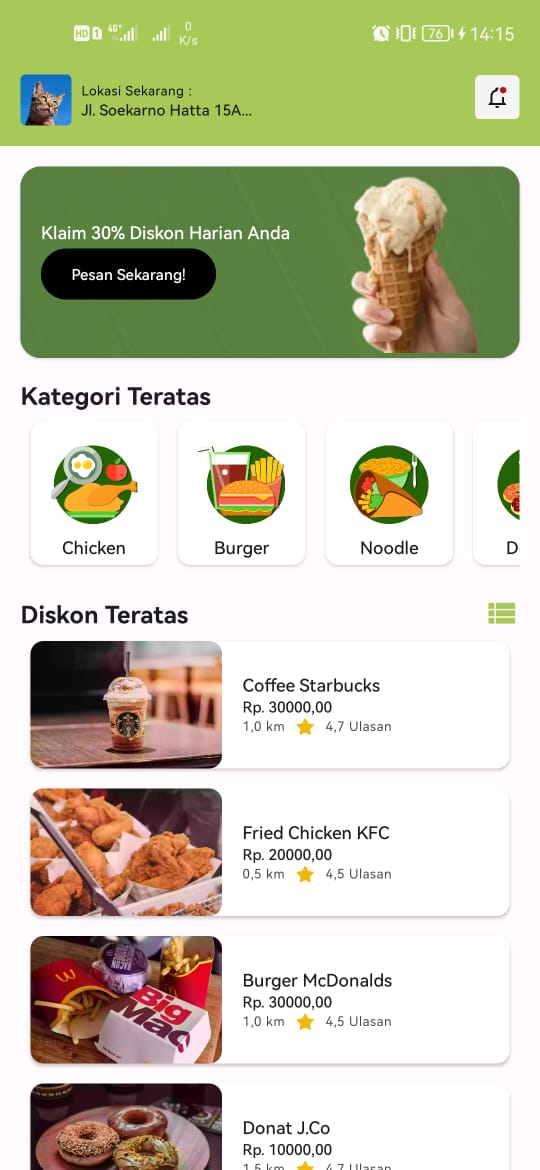 HD 1 4G+ 0 K/s 76 14:15
Lokasi Sekarang :
Jl. Soekarno Hatta 15A...
Klaim 30% Diskon Harian Anda
Pesan Sekarang!
Kategori Teratas
Chicken Burger Noodle D
Diskon Teratas
Coffee Starbucks
Rp. 30000,00
1,0 km 4,7 Ulasan
Fried Chicken KFC
Rp. 20000,00
0,5 km 4,5 Ulasan
Burger McDonalds
Rp. 30000,00
1,0 km 4,5 Ulasan
BACON
Big
Mac
Donat J.Co
Rp. 10000,00
1,5 km 4,7 Ulasan